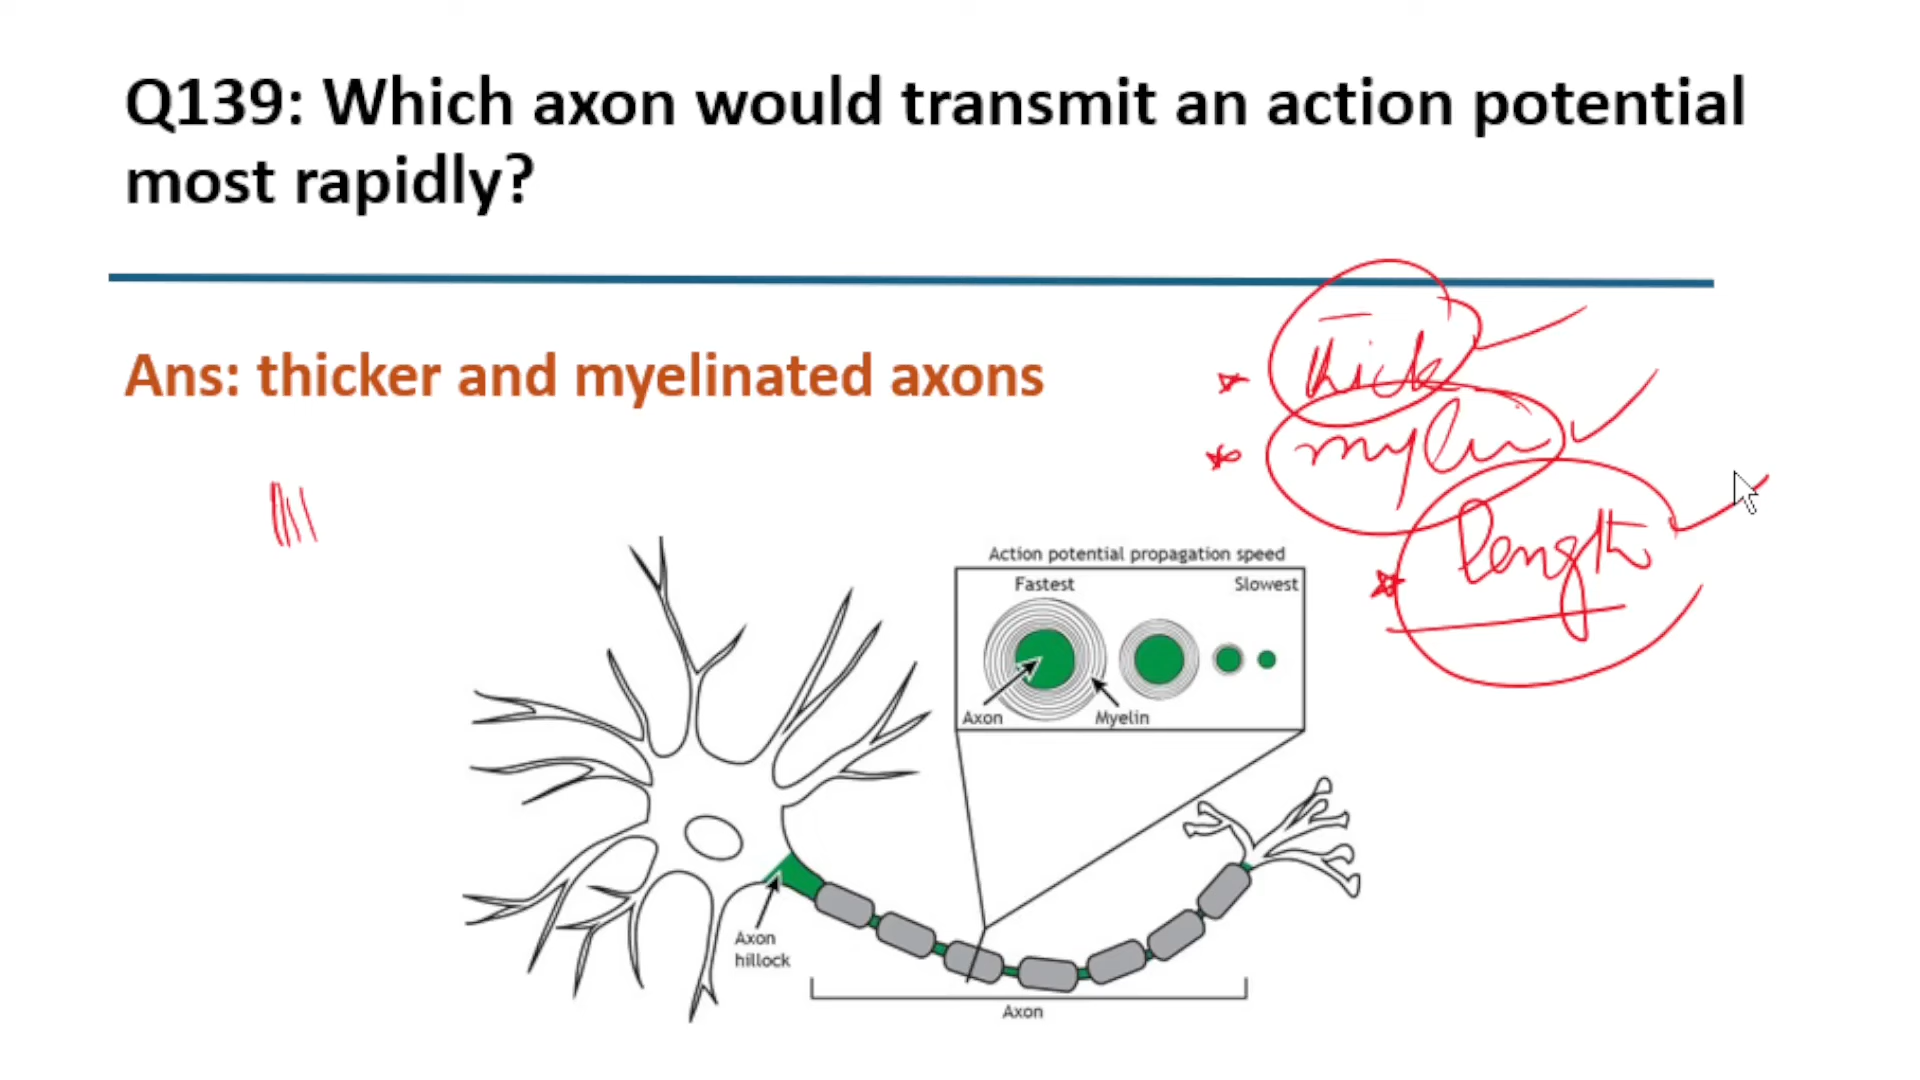 Q139: Which axon would transmit an action potential
most rapidly?
Ans: thicker and myelinated axons
thick
mylin
length
Action potential propagation speed
Fastest Slowest
Axon Myelin
Axon
hillock
Axon